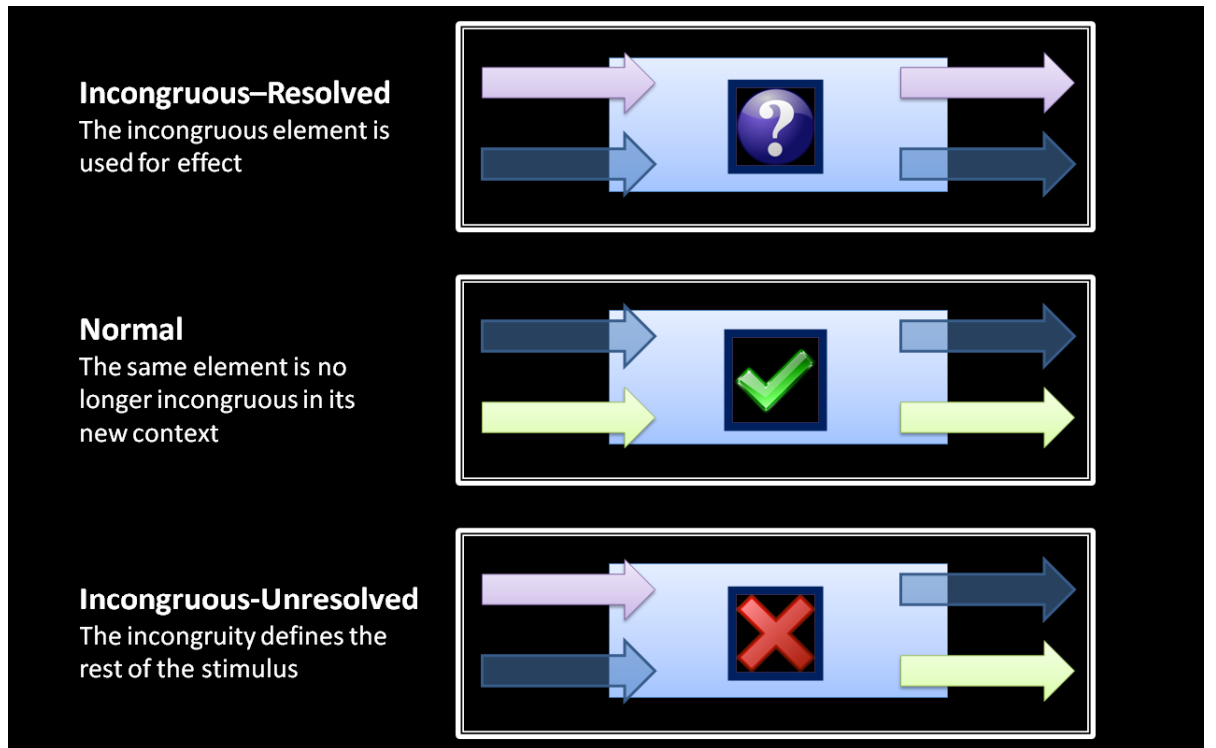 Incongruous–Resolved
The incongruous element is
used for effect
?
Normal
The same element is no
longer incongruous in its
new context
Incongruous-Unresolved
The incongruity defines the
rest of the stimulus